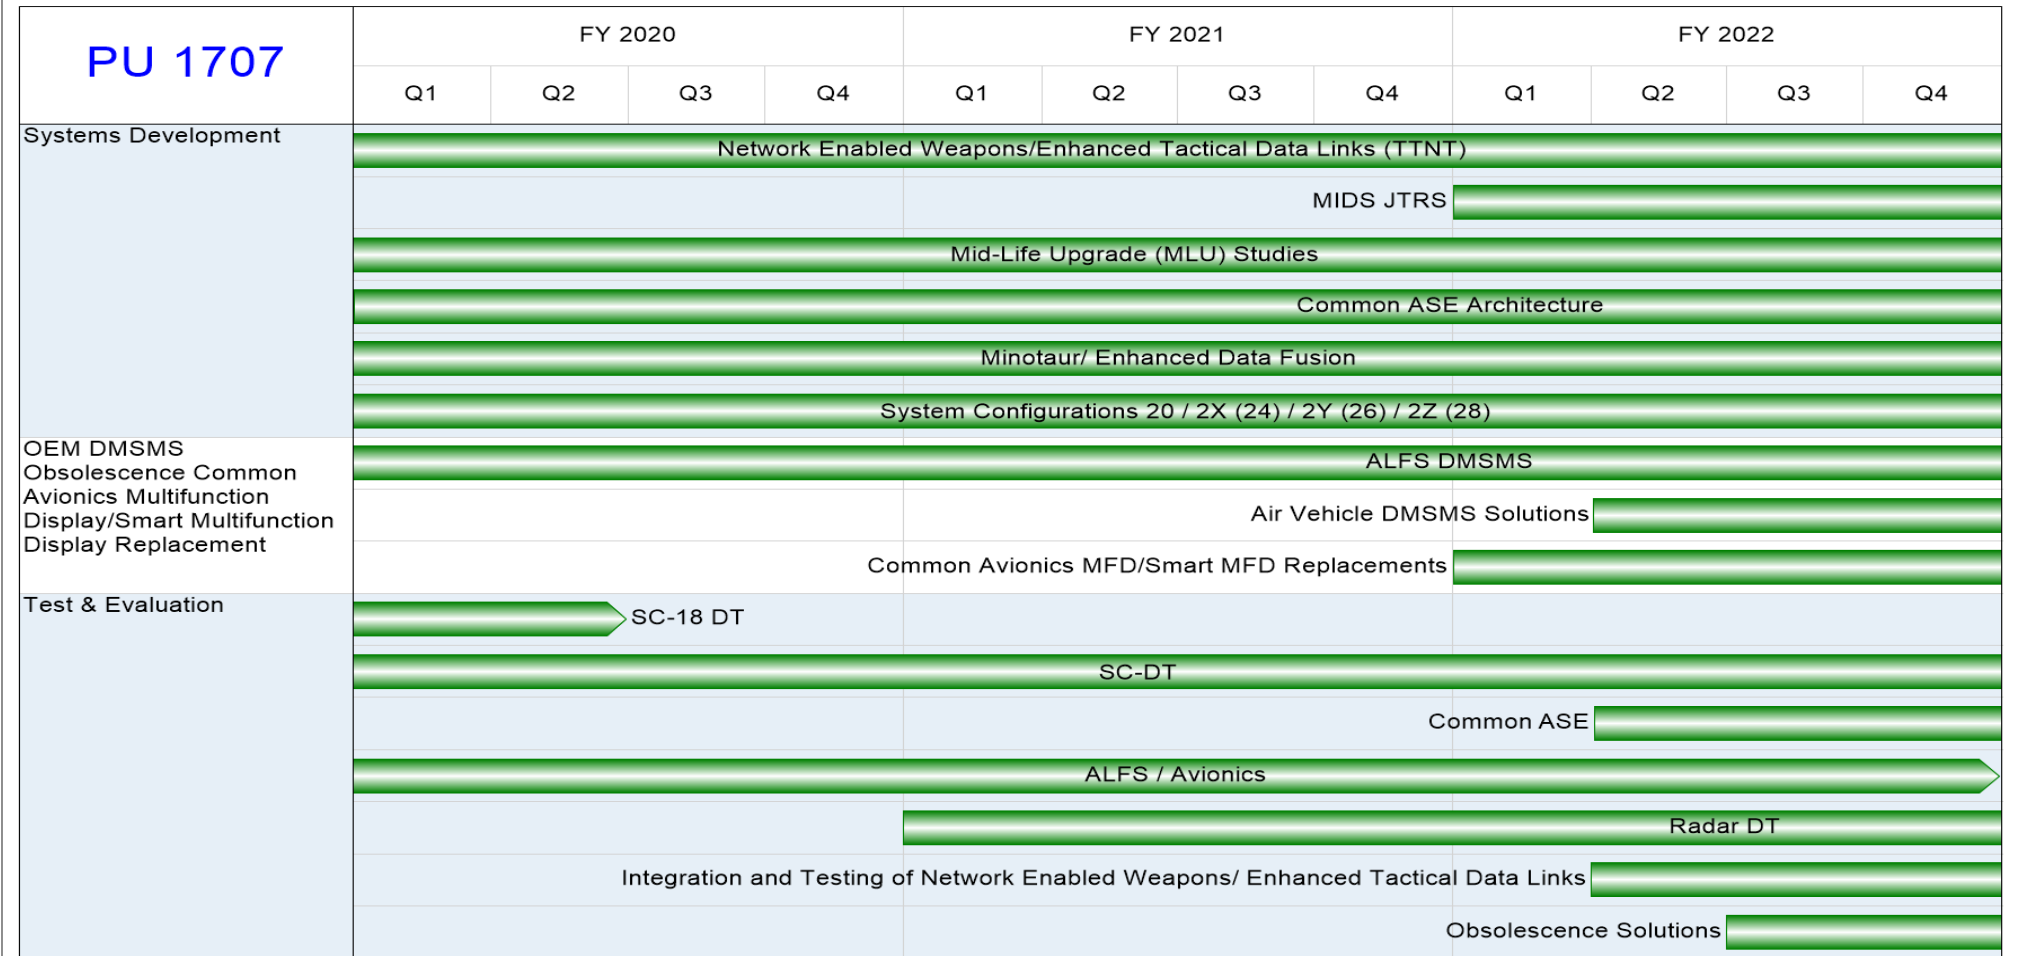 PU 1707
FY 2020
FY 2021
FY 2022
Q1
Q2
Q3
Q4
Q1
Q2
Q3
Q4
Q1
Q2
Q3
Q4
Systems Development
Network Enabled Weapons/Enhanced Tactical Data Links (TTNT)
MIDS JTRS
Mid-Life Upgrade (MLU) Studies
Common ASE Architecture
Minotaur/ Enhanced Data Fusion
System Configurations 20 / 2X (24) / 2Y (26) / 2Z (28)
OEM DMSMS
Obsolescence Common
Avionics Multifunction
Display/Smart Multifunction
Display Replacement
ALFS DMSMS
Air Vehicle DMSMS Solutions
Common Avionics MFD/Smart MFD Replacements
Test & Evaluation
SC-18 DT
SC-DT
Common ASE
ALFS / Avionics
Radar DT
Integration and Testing of Network Enabled Weapons/ Enhanced Tactical Data Links
Obsolescence Solutions